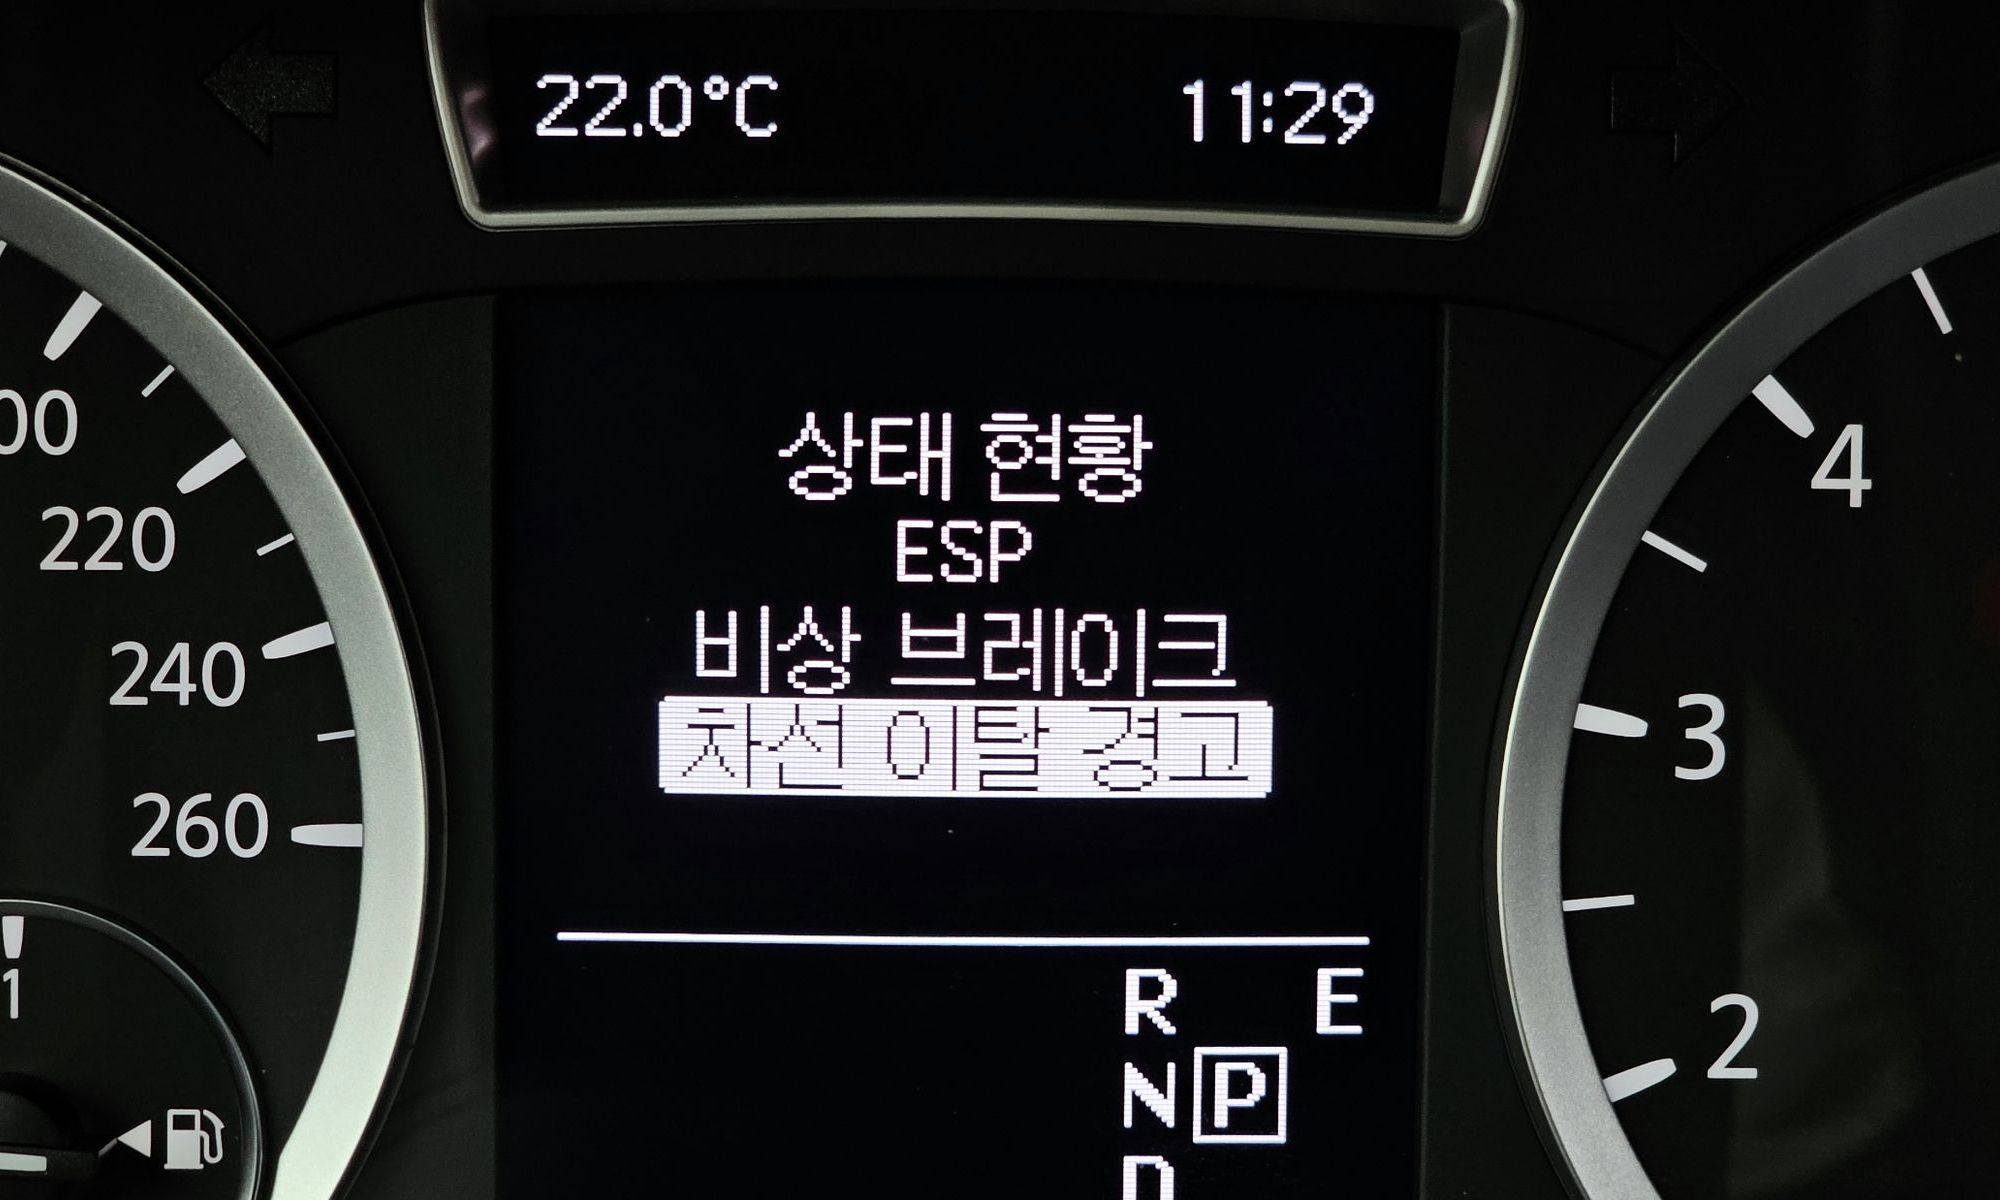 22.0°C 11:29
상태 현황
ESP
비상 브레이크
차선 이탈 경고
220
240
260
1
4
3
2
R E
N P
D